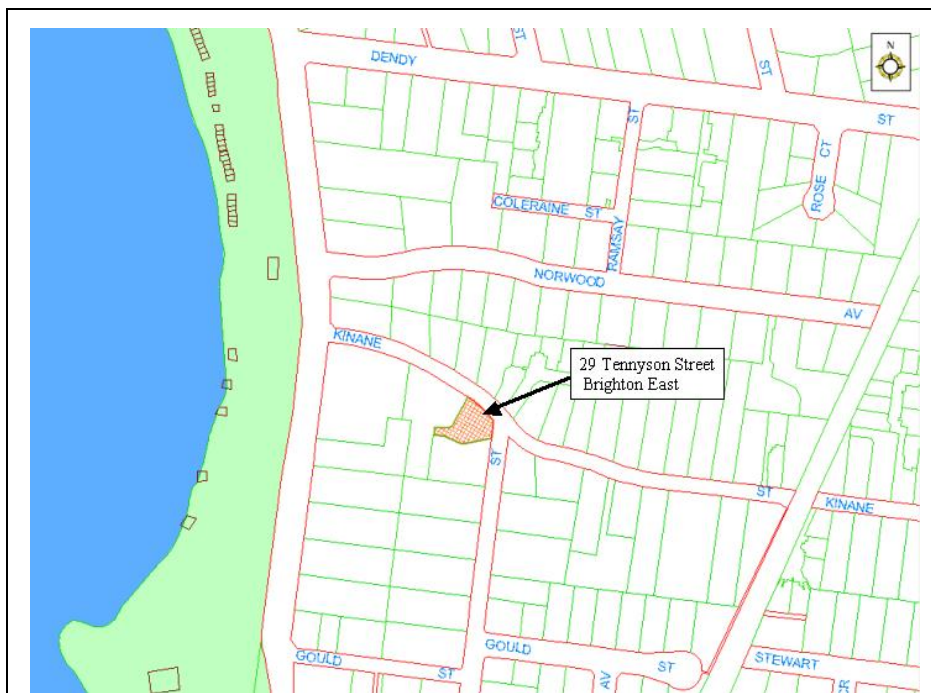 ST
ST
N
DENDY
ST
ST
ROSE CT
COLERAINE ST
RAMSAY
NORWOOD
AV
KINANE
29 Tennyson Street
Brighton East
ST
ST
KINANE
GOULD
ST
GOULD
ST
STEWART
AV
CR